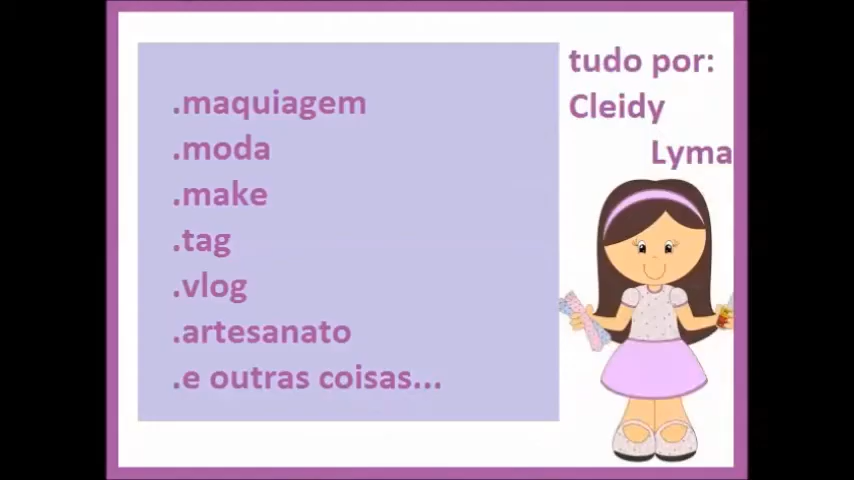 .maquiagem
.moda
.make
.tag
.vlog
.artesanato
.e outras coisas...
tudo por:
Cleidy
Lyma